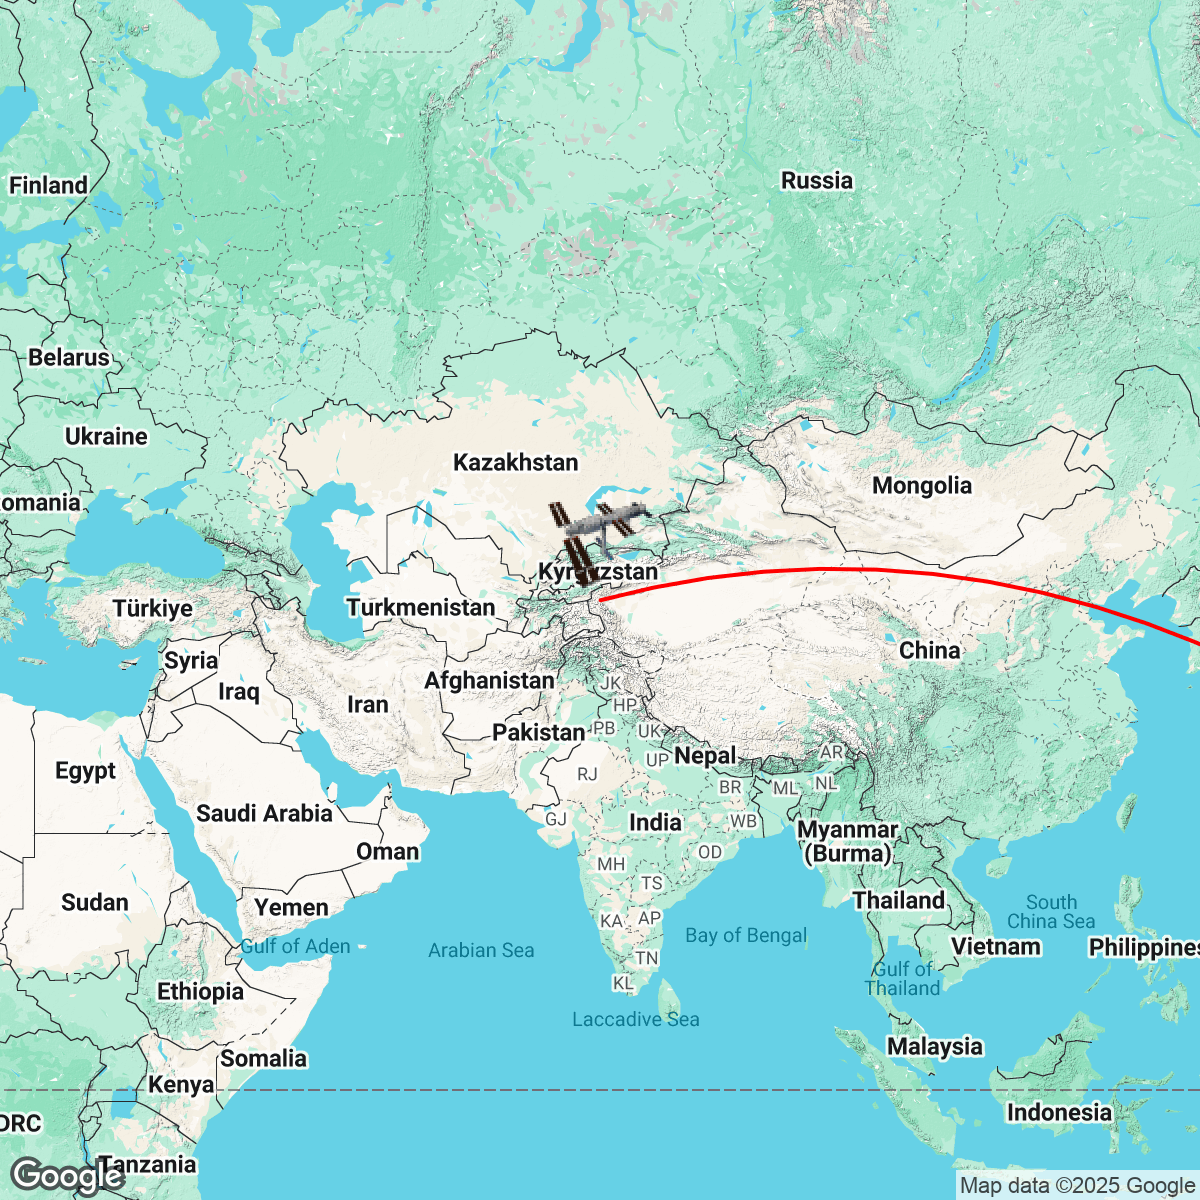 Finland
Russia
Belarus
Ukraine
Kazakhstan
Mongolia
omania
Kyrgyzstan
Türkiye
Turkmenistan
Syria
China
Iraq
Afghanistan
JK
Iran
HP
Pakistan
PB
UK
Nepal
AR
UP
Egypt
RJ
NL
BR
ML
Saudi Arabia
GJ
India
WB
Myanmar
(Burma)
Oman
OD
MH
TS
Sudan
Yemen
Thailand
South
China Sea
KA
AP
Gulf of Aden
Arabian Sea
Bay of Bengal
Vietnam
Philippines
TN
Gulf of
Thailand
KL
Ethiopia
Laccadive Sea
Somalia
Malaysia
Kenya
Indonesia
DRC
Tanzania
Google
Map data ©2025 Google